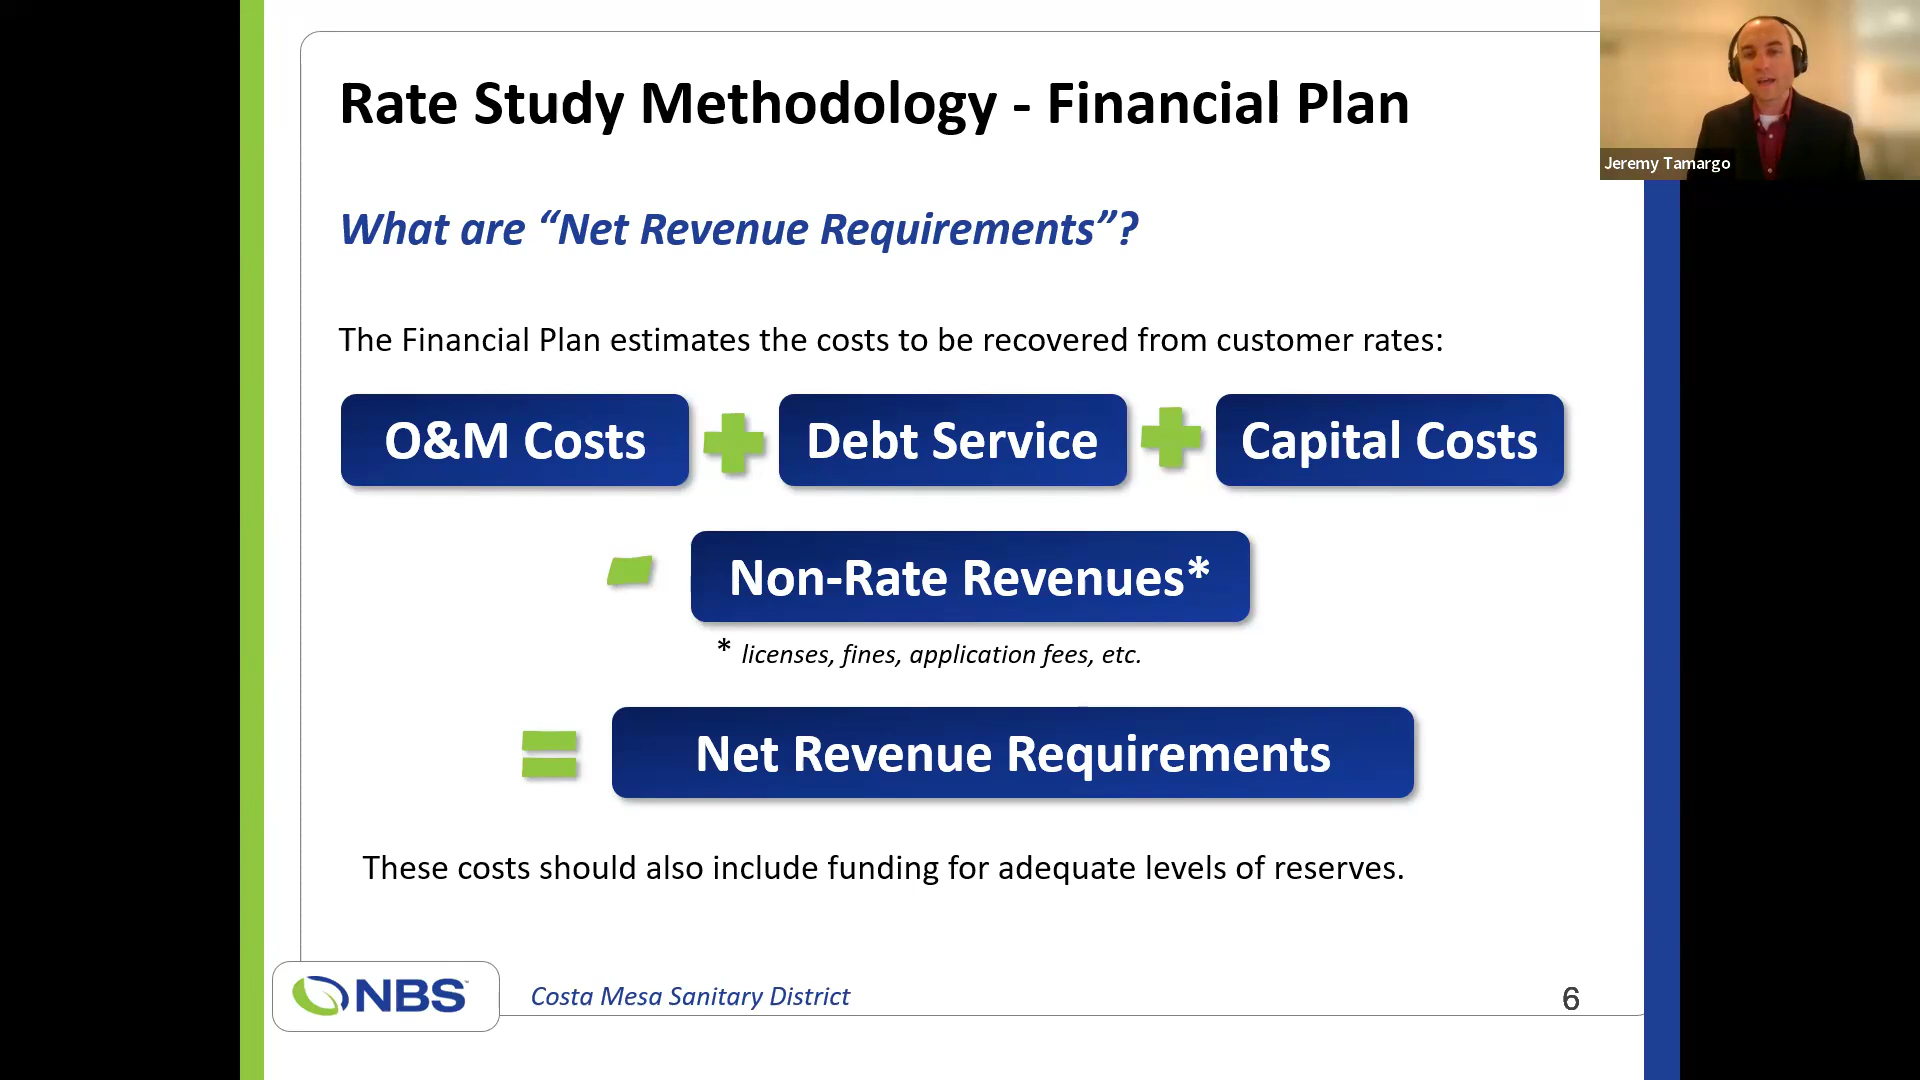 Rate Study Methodology - Financial Plan
Jeremy Tamargo
What are “Net Revenue Requirements”?
The Financial Plan estimates the costs to be recovered from customer rates:
O&M Costs + Debt Service + Capital Costs
- Non-Rate Revenues*
* licenses, fines, application fees, etc.
= Net Revenue Requirements
These costs should also include funding for adequate levels of reserves.
NBS™ Costa Mesa Sanitary District 6